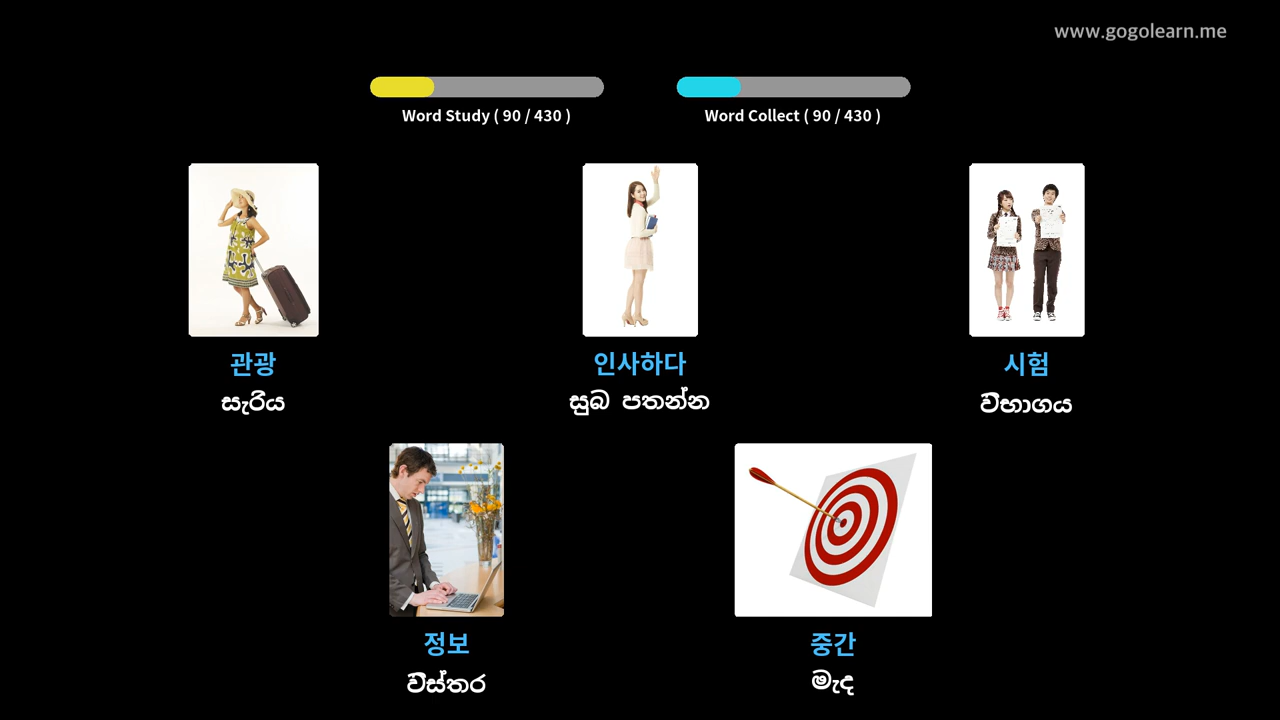 www.gogolearn.me
Word Study ( 90 / 430 )
Word Collect ( 90 / 430 )
관광
සැරිය
인사하다
සුබ පතන්න
시험
විභාගය
정보
විස්තර
중간
මැද